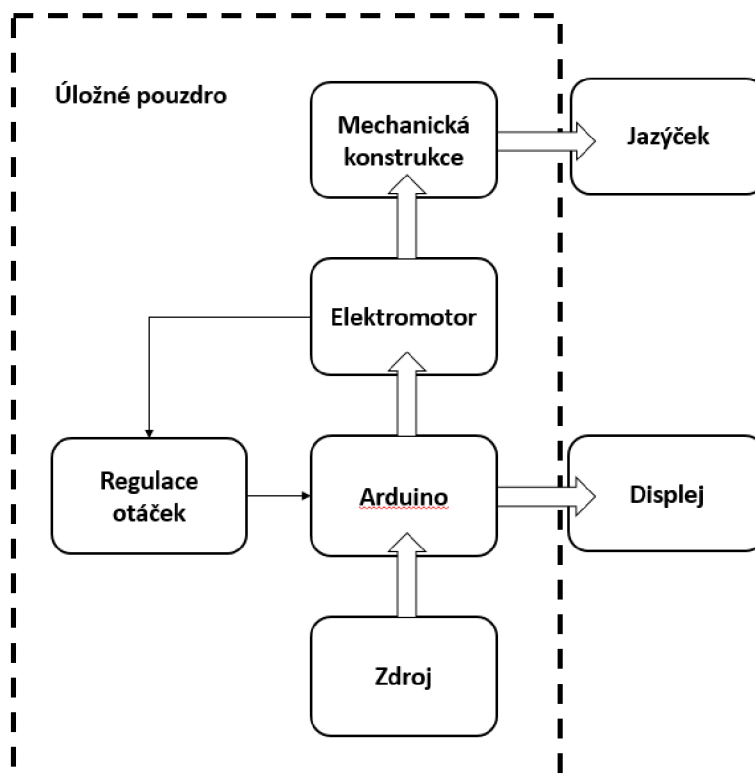 Úložné pouzdro
Mechanická
konstrukce
Jazýček
Elektromotor
Regulace
otáček
Arduino
Displej
Zdroj